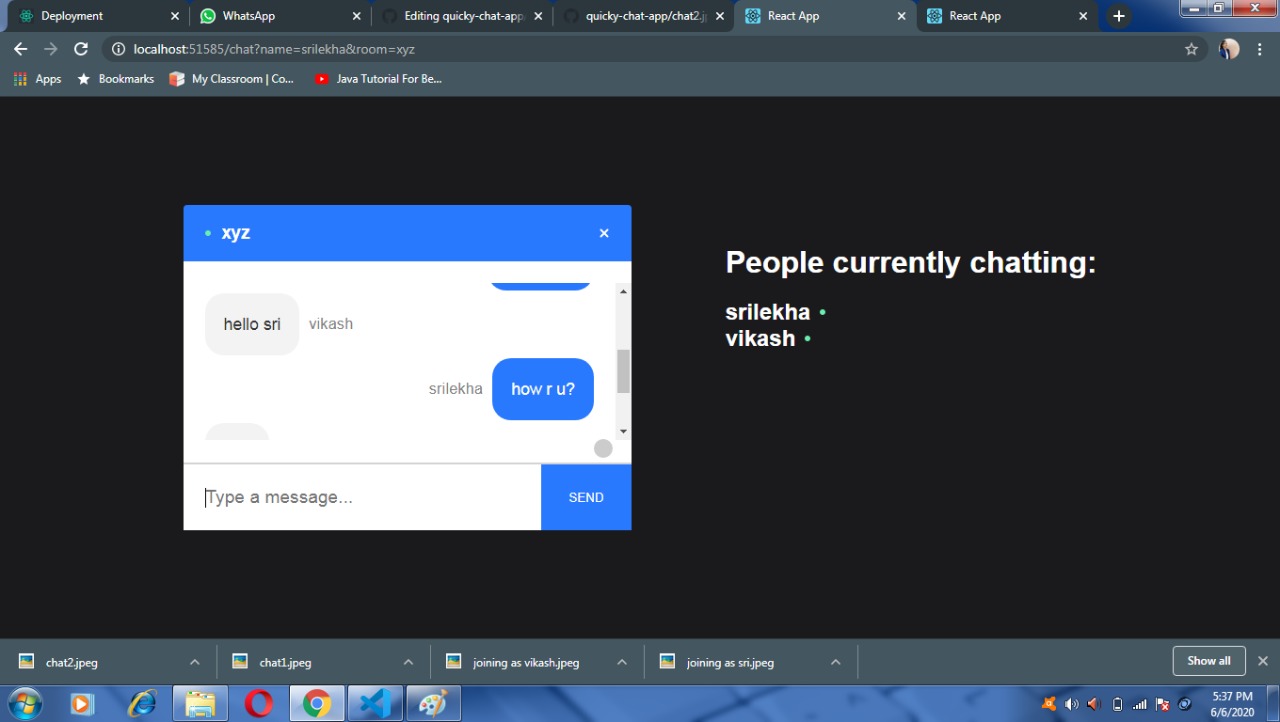 Deployment
WhatsApp
Editing quicky-chat-app
quicky-chat-app/chat2.j
React App
React App
localhost:51585/chat?name=srilekha&room=xyz
Apps
Bookmarks
My Classroom | Co...
Java Tutorial For Be...
xyz
hello sri
vikash
srilekha
how r u?
Type a message...
SEND
People currently chatting:
srilekha
vikash
chat2.jpeg
chat1.jpeg
joining as vikash.jpeg
joining as sri.jpeg
Show all
5:37 PM
6/6/2020